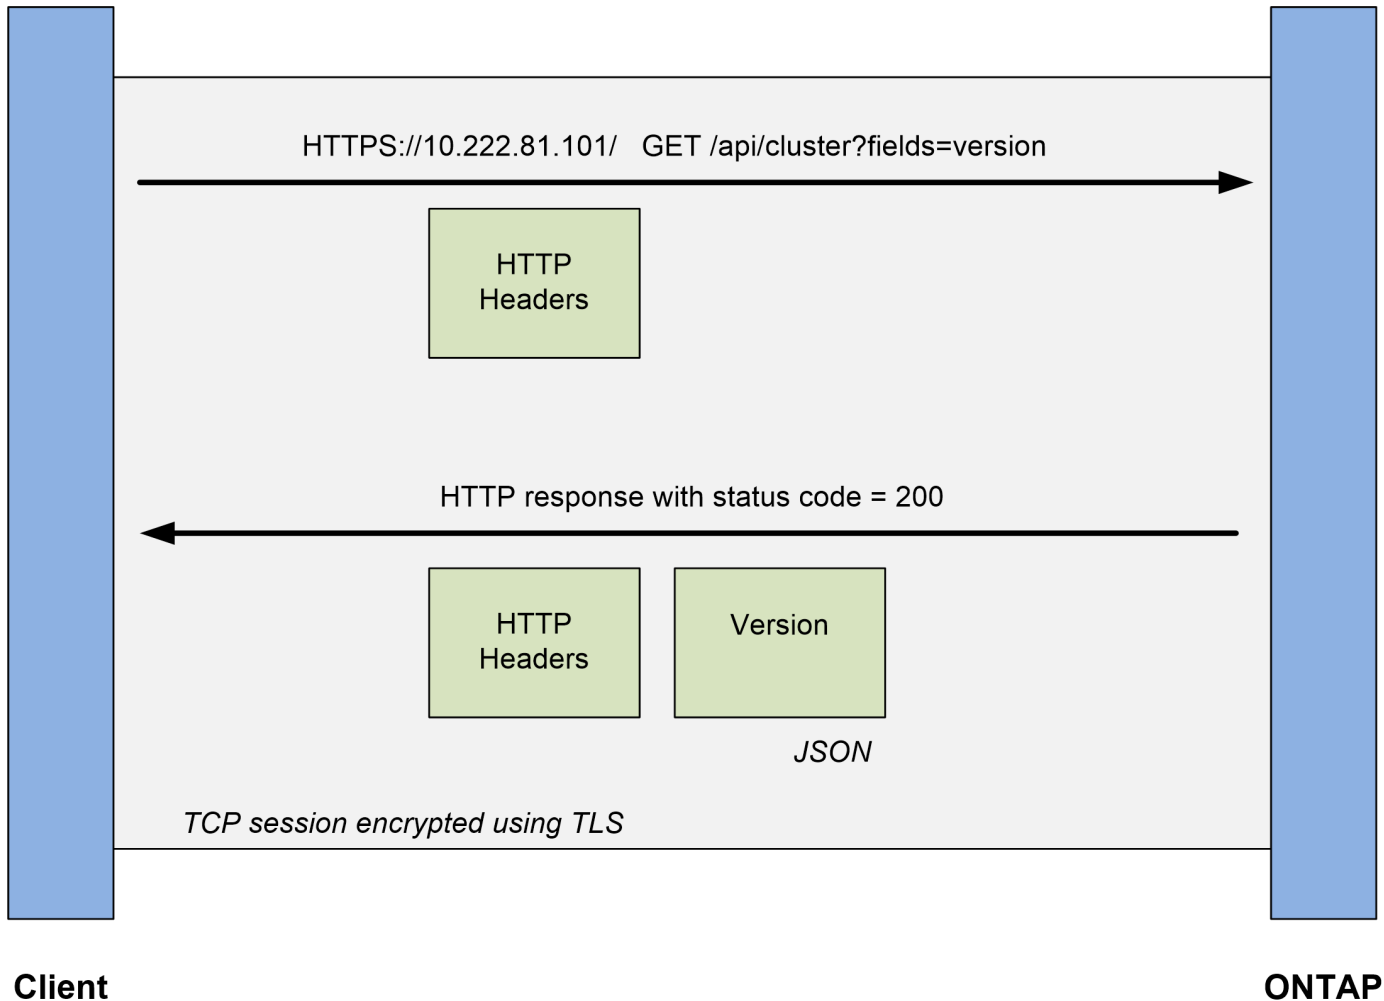 HTTPS://10.222.81.101/ GET /api/cluster?fields=version
HTTP
Headers
HTTP response with status code = 200
HTTP
Headers
Version
JSON
TCP session encrypted using TLS
Client
ONTAP